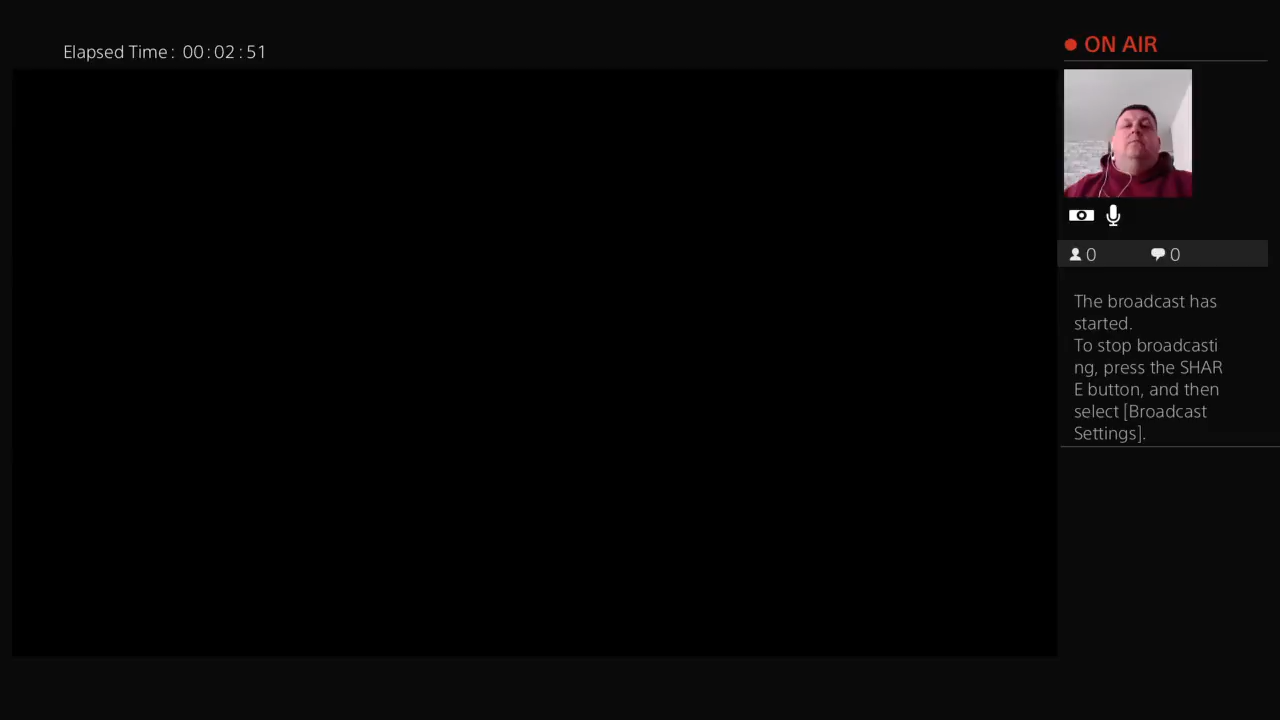 Elapsed Time: 00:02:51
ON AIR
0 0
The broadcast has
started.
To stop broadcasti
ng, press the SHAR
E button, and then
select [Broadcast
Settings].